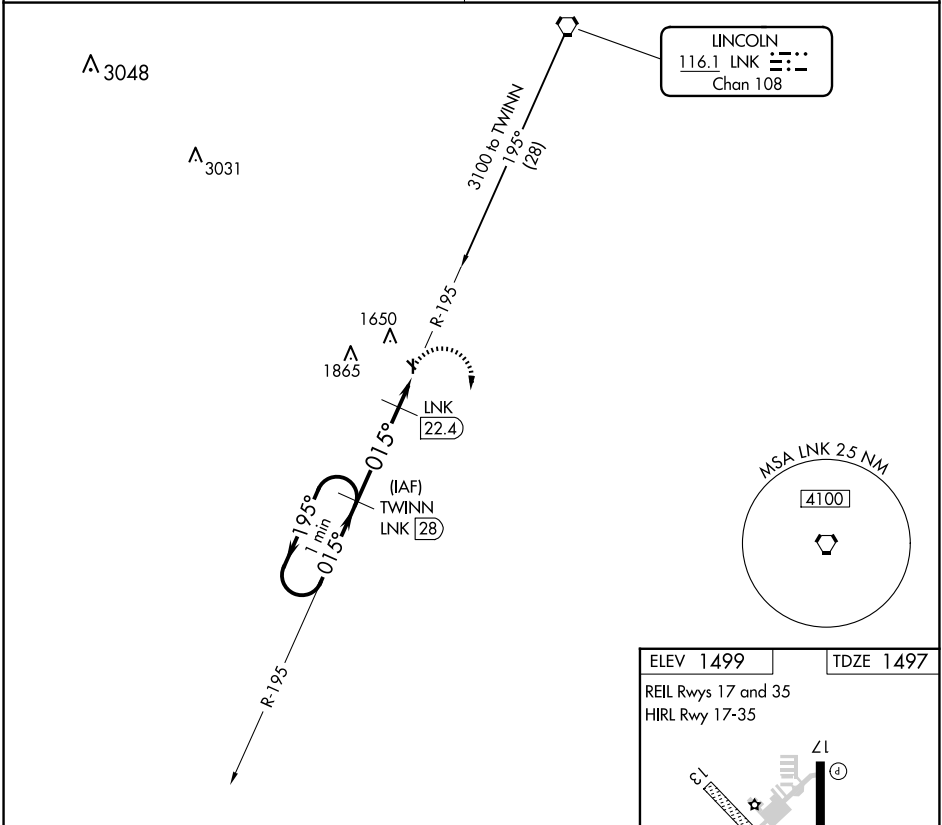 LINCOLN
116.1 LNK
Chan 108
3048
3031
3100 to TWINN
195°
(28)
R-195
1650
1865
LNK
22.4
015°
(IAF)
TWINN
LNK 28
195°
1 min
015°
R-195
MSA LNK 25 NM
4100
ELEV 1499
TDZE 1497
REIL Rwys 17 and 35
HIRL Rwy 17-35
17
P
13